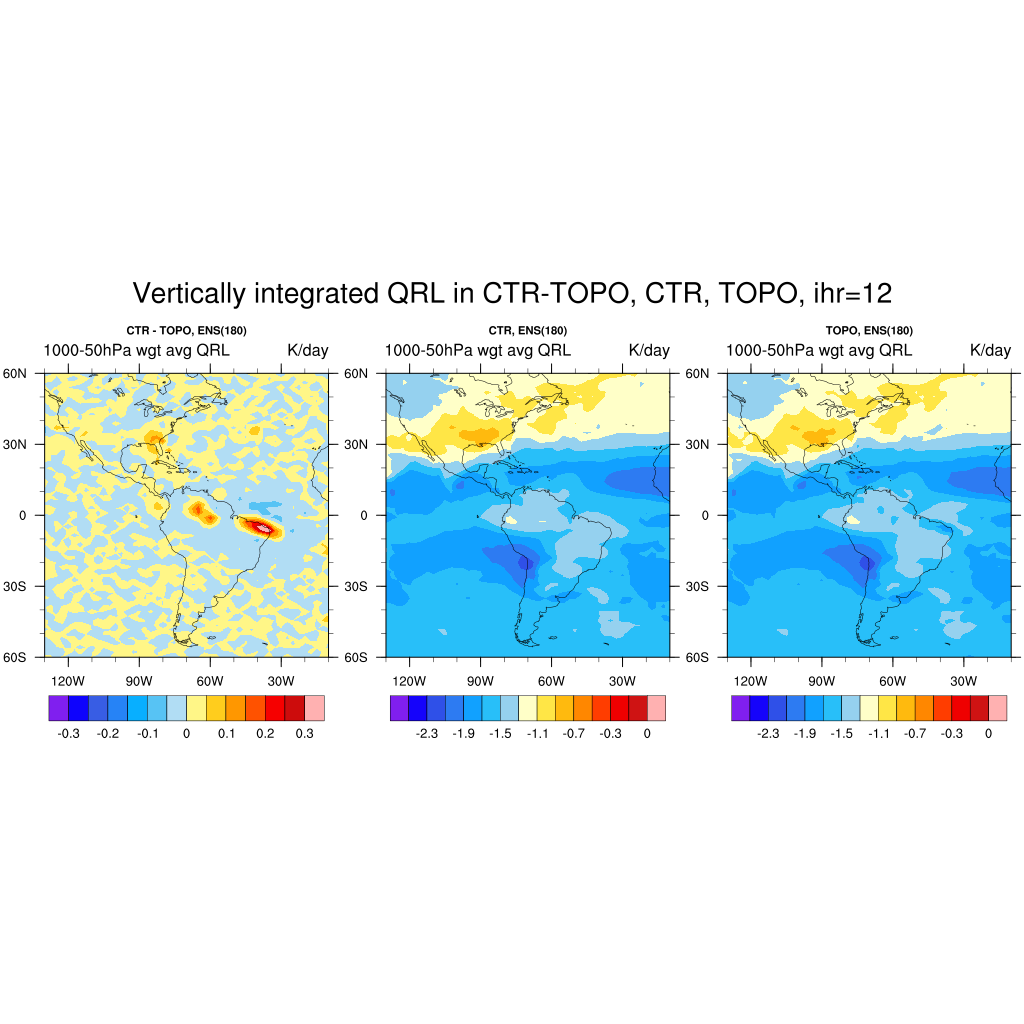 Vertically integrated QRL in CTR-TOPO, CTR, TOPO, ihr=12
CTR - TOPO, ENS(180)
1000-50hPa wgt avg QRL K/day
60N
30N
0
30S
60S
120W 90W 60W 30W
-0.3 -0.2 -0.1 0 0.1 0.2 0.3
CTR, ENS(180)
1000-50hPa wgt avg QRL K/day
60N
30N
0
30S
60S
120W 90W 60W 30W
-2.3 -1.9 -1.5 -1.1 -0.7 -0.3 0
TOPO, ENS(180)
1000-50hPa wgt avg QRL K/day
60N
30N
0
30S
60S
120W 90W 60W 30W
-2.3 -1.9 -1.5 -1.1 -0.7 -0.3 0